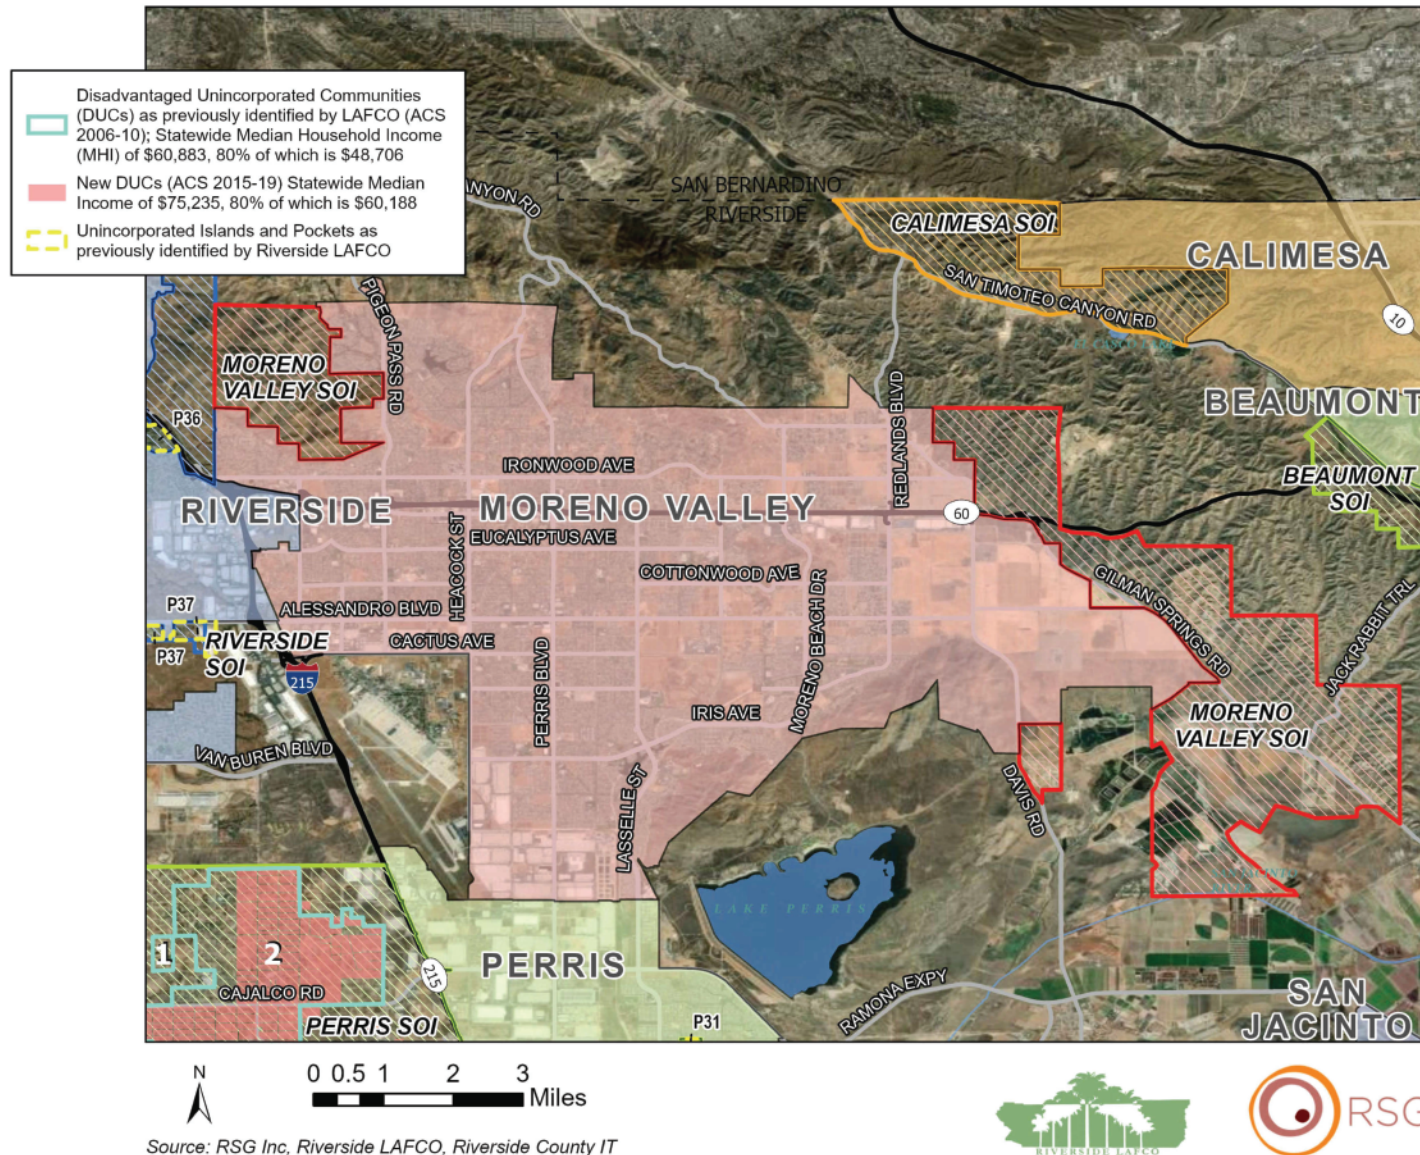 Disadvantaged Unincorporated Communities
(DUCs) as previously identified by LAFCO (ACS
2006-10); Statewide Median Household Income
(MHI) of $60,883, 80% of which is $48,706
New DUCs (ACS 2015-19) Statewide Median
Income of $75,235, 80% of which is $60,188
Unincorporated Islands and Pockets as
previously identified by Riverside LAFCO
SAN BERNARDINO
RIVERSIDE
CALIMESA SOI
CALIMESA
SAN TIMOTEO CANYON RD
10
PIGEON PASS RD
MORENO
VALLEY SOI
REDLANDS BLVD
BEAUMONT
P36
IRONWOOD AVE
BEAUMONT
SOI
RIVERSIDE
MORENO VALLEY
60
HEACOCK ST
EUCALYPTUS AVE
COTTONWOOD AVE
GILMAN SPRINGS RD
JACK RABBIT TRL
P37
ALESSANDRO BLVD
MORENO BEACH DR
RIVERSIDE
SOI
CACTUS AVE
P37
215
PERRIS BLVD
IRIS AVE
MORENO
VALLEY SOI
VAN BUREN BLVD
LASSELLE ST
DAVIS RD
LAKE PERRIS
1
2
PERRIS
215
CAJALCO RD
RAMONA EXPY
SAN
JACINTO
PERRIS SOI
P31
N
0 0.5 1 2 3
Miles
RSG
RIVERSIDE LAFCO
Source: RSG Inc, Riverside LAFCO, Riverside County IT